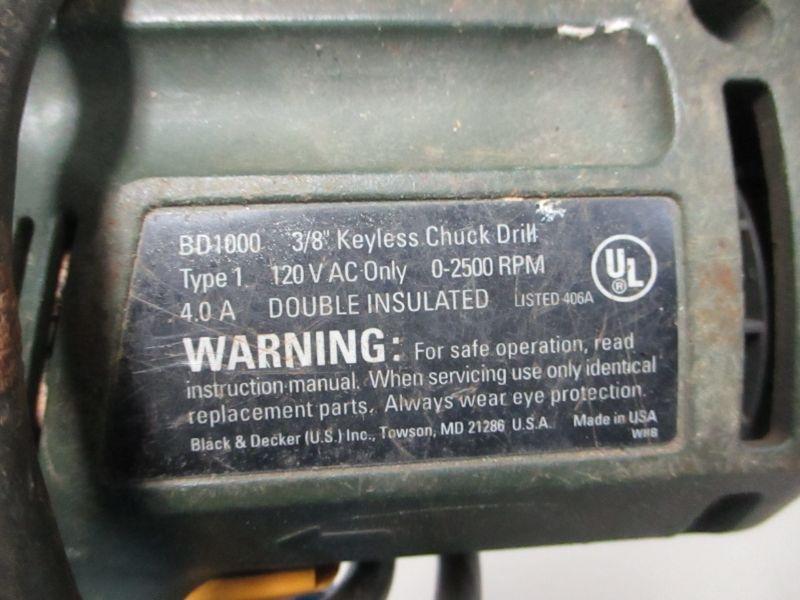 BD1000 3/8" Keyless Chuck Drill
Type 1 120 V AC Only 0-2500 RPM
4.0 A DOUBLE INSULATED LISTED 406A
UL
®
WARNING: For safe operation, read
instruction manual. When servicing use only identical
replacement parts. Always wear eye protection.
Black & Decker (U.S.) Inc., Towson, MD 21286 U.S.A. Made in USA